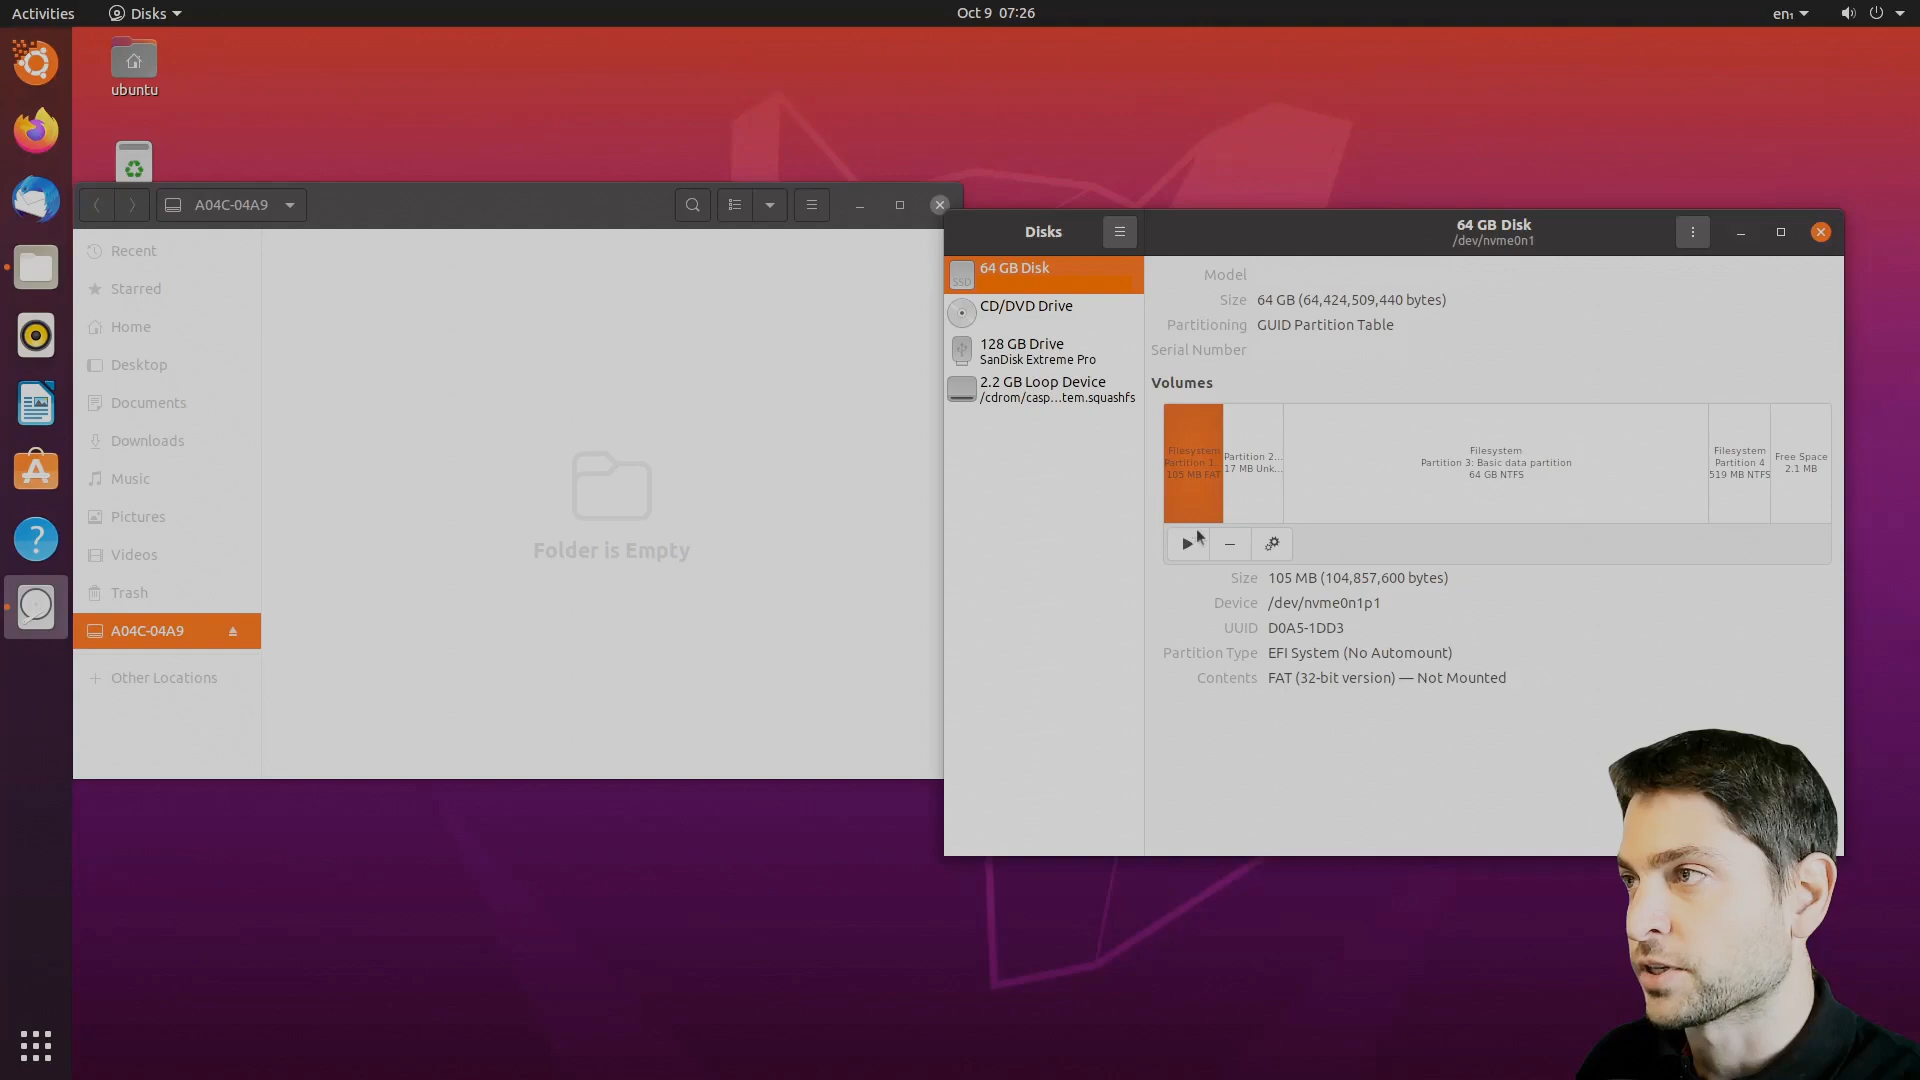 Activities
Disks
Oct 9 07:26
en₁
ubuntu
A04C-04A9
Recent
Starred
Home
Desktop
Documents
Downloads
Music
Pictures
Videos
Trash
A04C-04A9
Other Locations
Folder is Empty
Disks
64 GB Disk
/dev/nvme0n1
64 GB Disk
SSD
CD/DVD Drive
128 GB Drive
SanDisk Extreme Pro
2.2 GB Loop Device
/cdrom/casp…tem.squashfs
Model
Size 64 GB (64,424,509,440 bytes)
Partitioning GUID Partition Table
Serial Number
Volumes
Filesystem
Partition 1…
105 MB FAT
Partition 2…
17 MB Unk…
Filesystem
Partition 3: Basic data partition
64 GB NTFS
Filesystem
Partition 4
519 MB NTFS
Free Space
2.1 MB
Size 105 MB (104,857,600 bytes)
Device /dev/nvme0n1p1
UUID D0A5-1DD3
Partition Type EFI System (No Automount)
Contents FAT (32-bit version) — Not Mounted